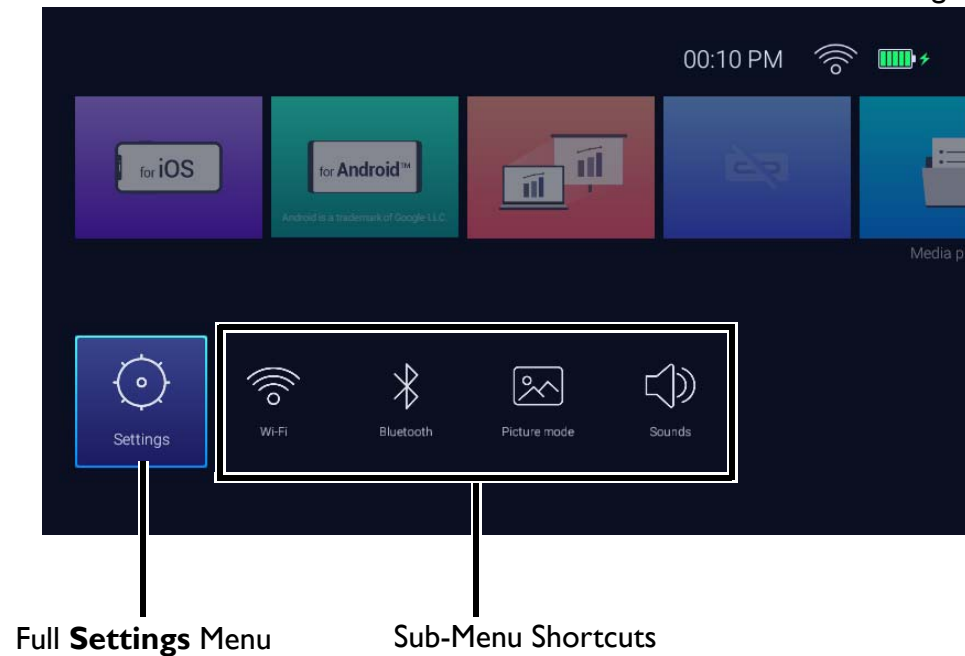 00:10 PM
for iOS
for Android™
Android is a trademark of Google LLC.
Media p
Settings
Wi-Fi
Bluetooth
Picture mode
Sounds
Full Settings Menu
Sub-Menu Shortcuts